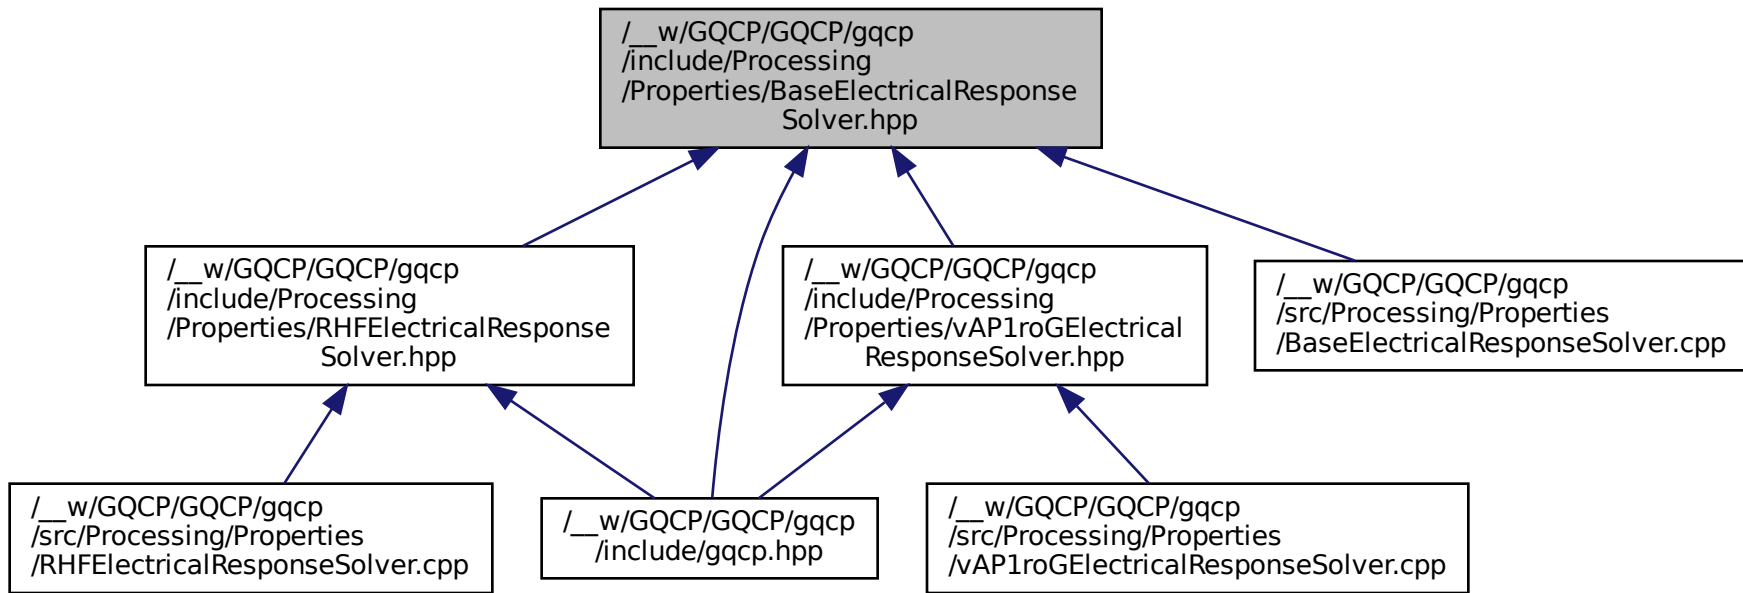 /__w/GQCP/GQCP/gqcp
/include/Processing
/Properties/BaseElectricalResponse
Solver.hpp
/__w/GQCP/GQCP/gqcp
/include/Processing
/Properties/RHFElectricalResponse
Solver.hpp
/__w/GQCP/GQCP/gqcp
/include/Processing
/Properties/vAP1roGElectrical
ResponseSolver.hpp
/__w/GQCP/GQCP/gqcp
/src/Processing/Properties
/BaseElectricalResponseSolver.cpp
/__w/GQCP/GQCP/gqcp
/src/Processing/Properties
/RHFElectricalResponseSolver.cpp
/__w/GQCP/GQCP/gqcp
/include/gqcp.hpp
/__w/GQCP/GQCP/gqcp
/src/Processing/Properties
/vAP1roGElectricalResponseSolver.cpp